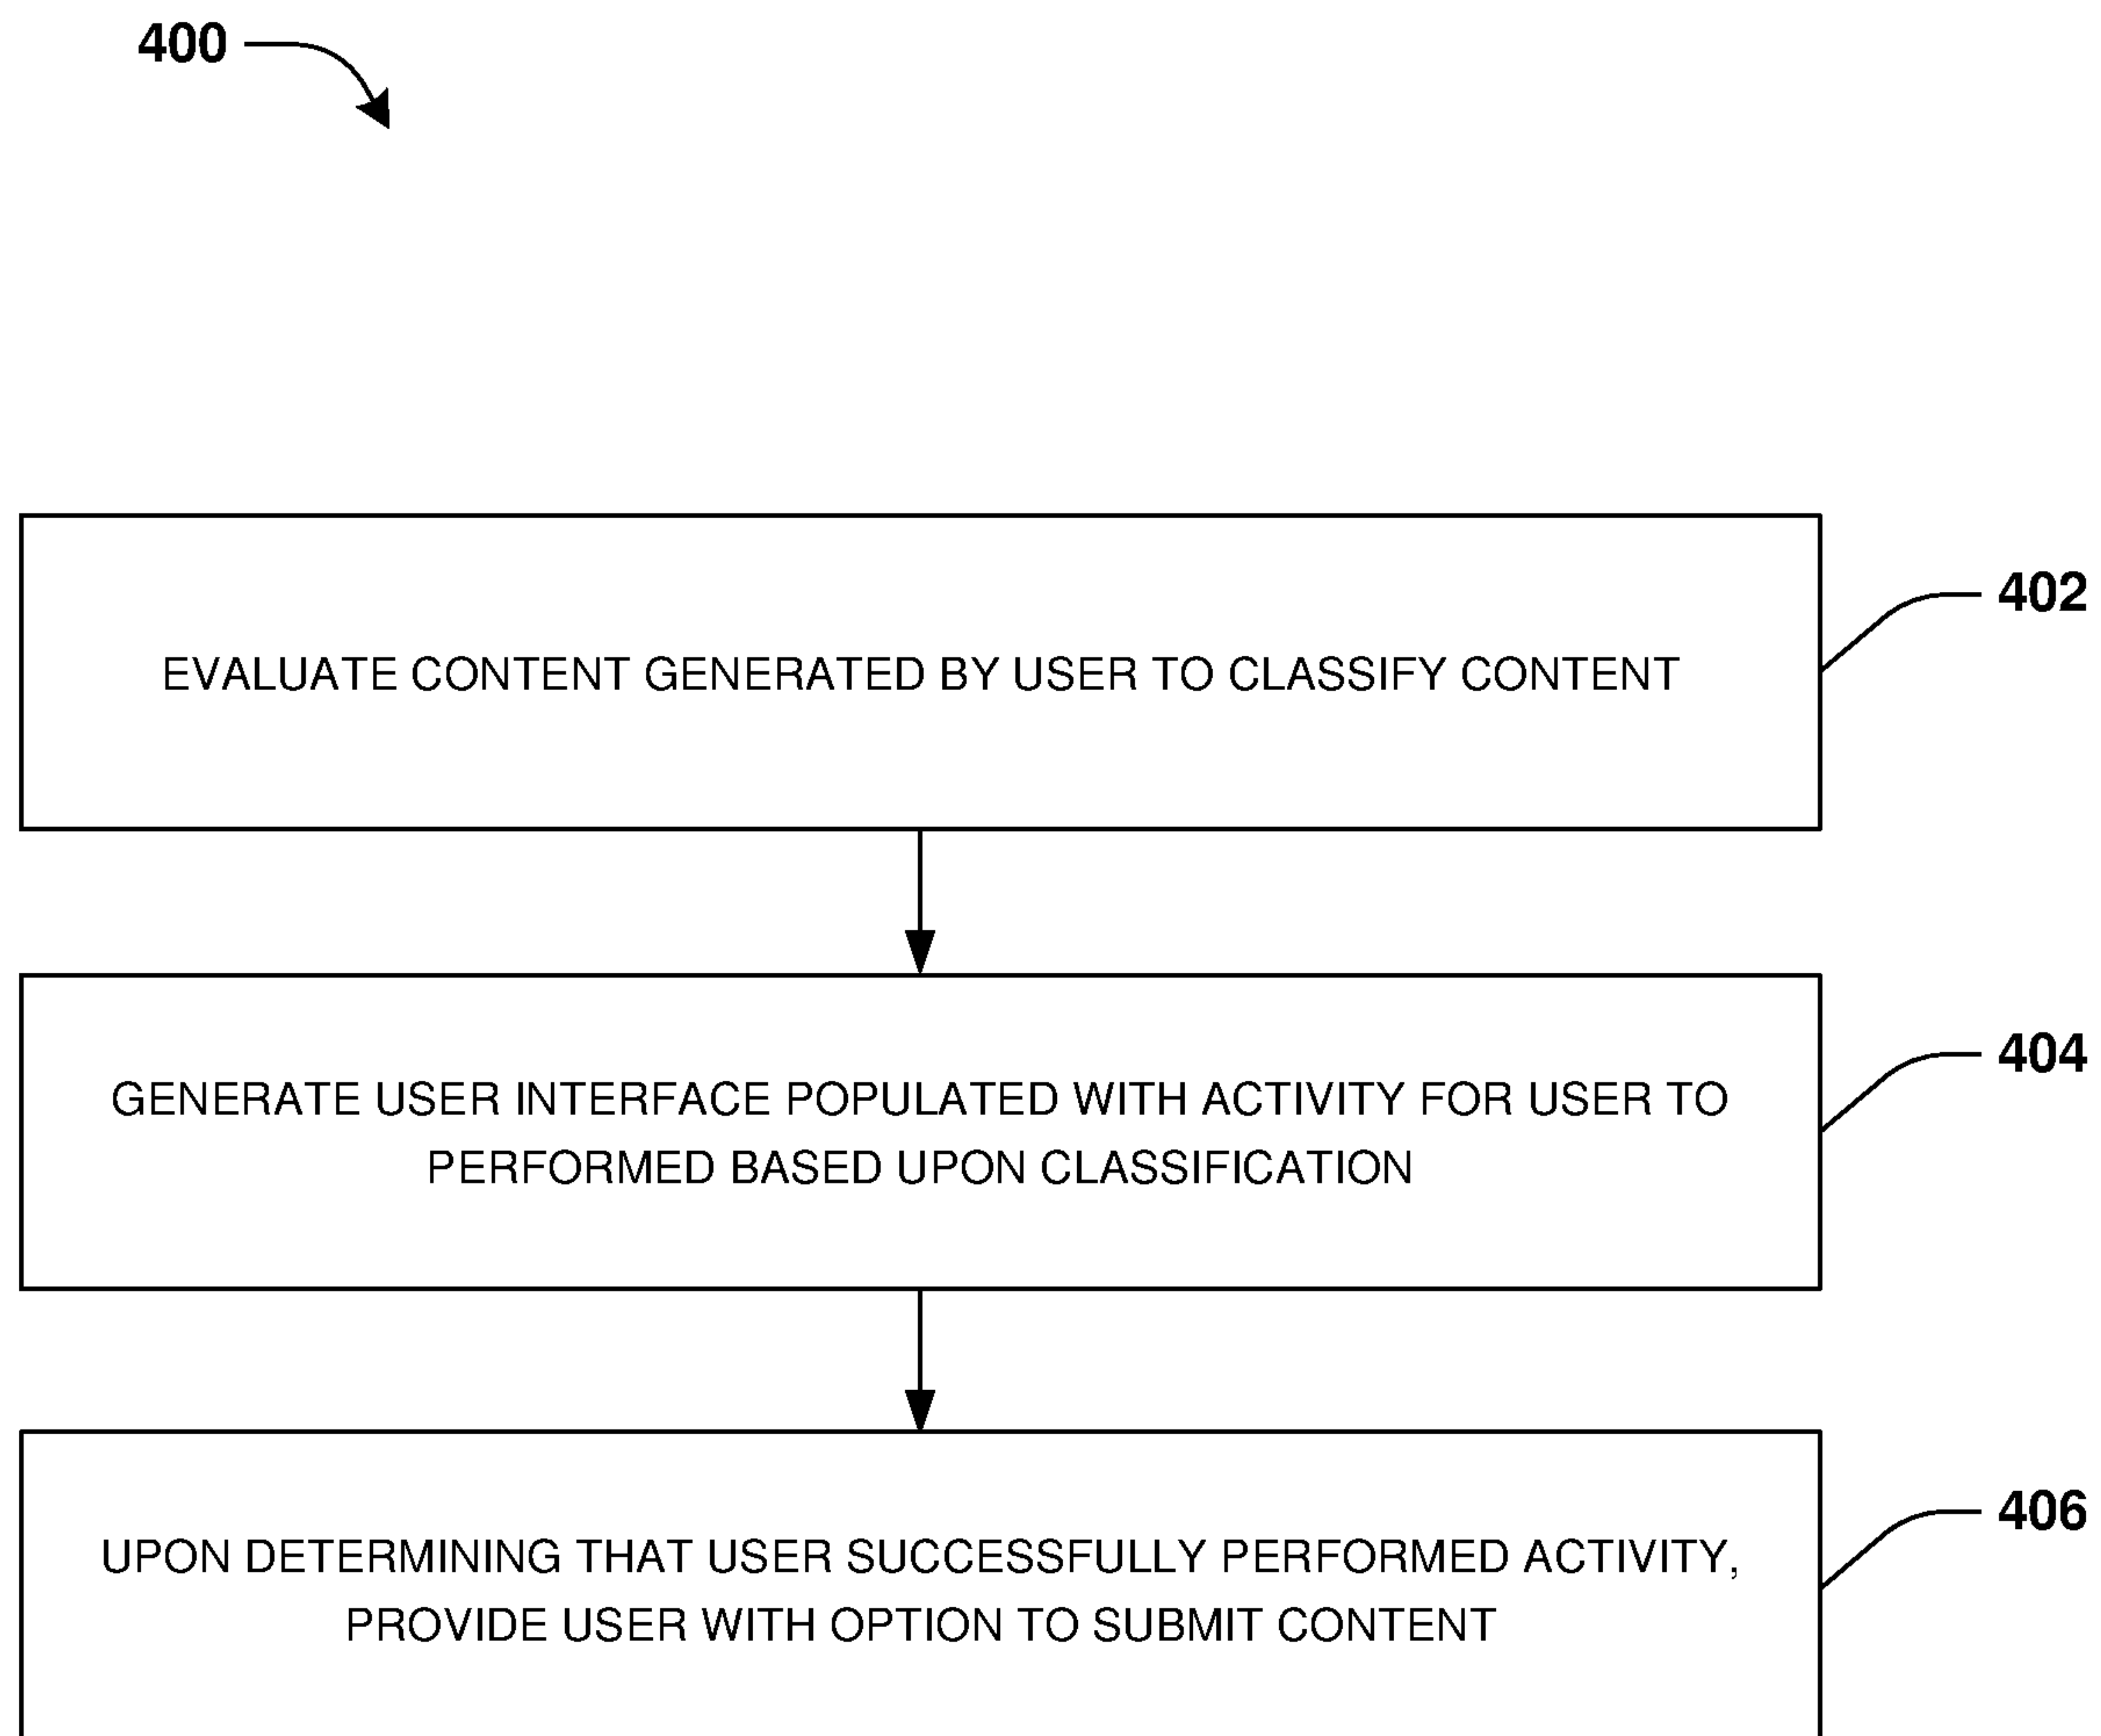 400
EVALUATE CONTENT GENERATED BY USER TO CLASSIFY CONTENT
402
GENERATE USER INTERFACE POPULATED WITH ACTIVITY FOR USER TO
PERFORMED BASED UPON CLASSIFICATION
404
UPON DETERMINING THAT USER SUCCESSFULLY PERFORMED ACTIVITY,
PROVIDE USER WITH OPTION TO SUBMIT CONTENT
406